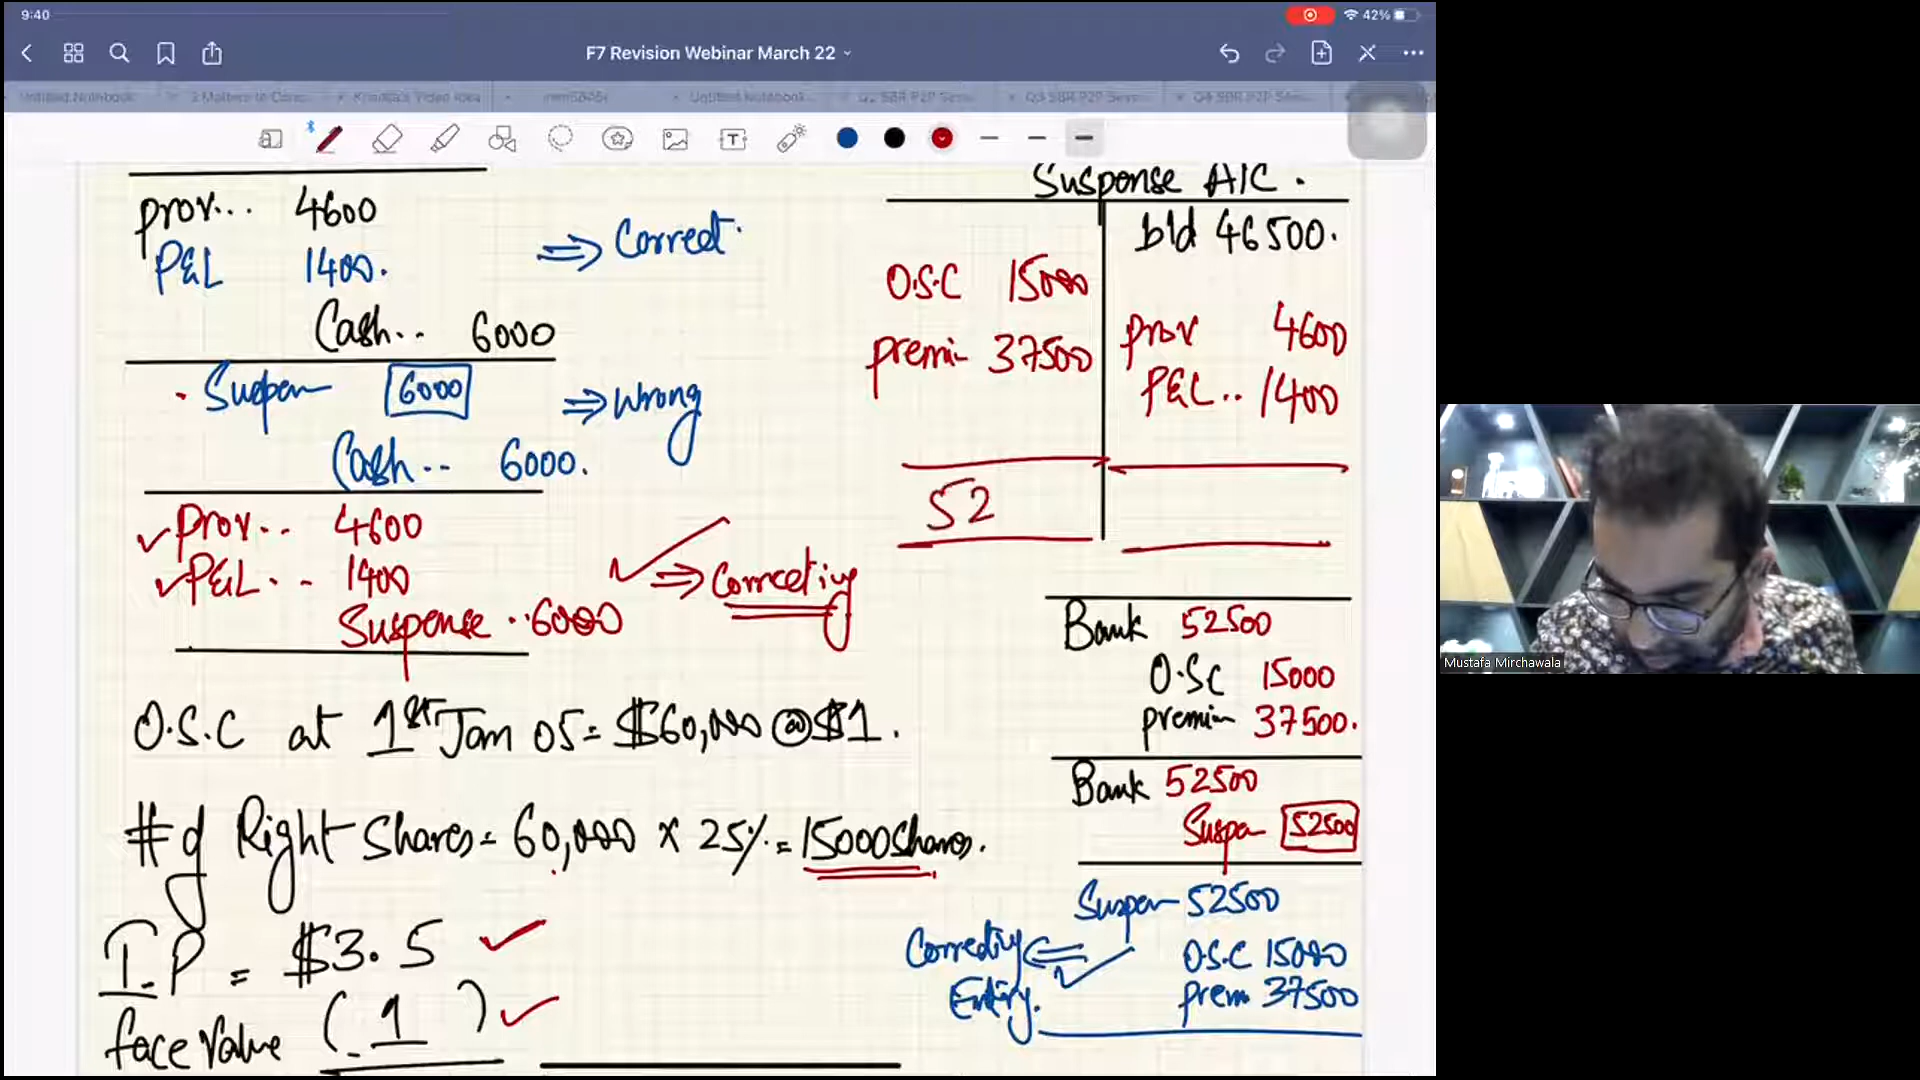 9:40
42%
F7 Revision Webinar March 22
Untitled Notebook
Prov... 4600
P&L 1400.
⇒ Correct.
Cash.. 6000
Suspen 6000
⇒ Wrong
Cash.. 6000.
Prov.. 4600
P&L.. 1400
⇒ Correcting
Suspense..6000
O.S.C at 1st Jan 05 = $60,000 @ $1.
# of Right Shares = 60,000 x 25% = 15000 shares.
I.P = $3.5
face value (1)
Suspense A/C.
b/d 46500.
O.S.C 15000
premi 37500
prov 4600
P&L.. 1400
52
Bank 52500
O.S.C 15000
premi 37500.
Bank 52500
Suspe 52500
Suspen 52500
Correcting Entry.
O.S.C 15000
prem 37500
Mustafa Mirchawala